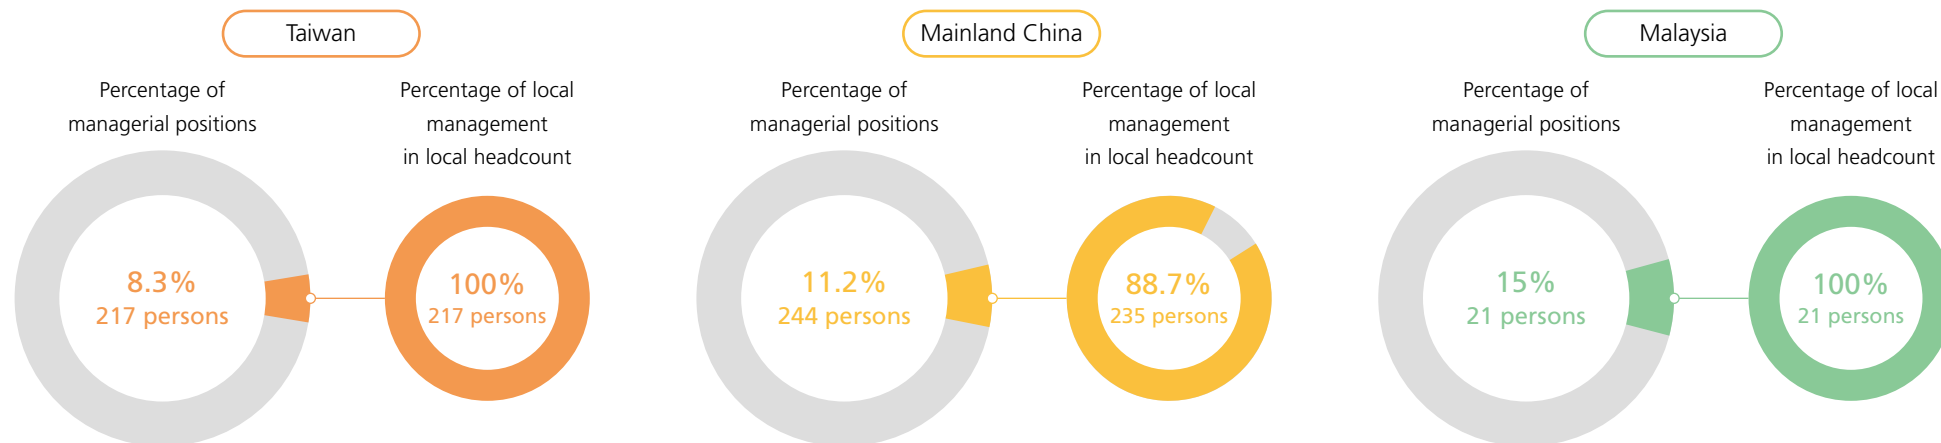 Taiwan
Percentage of
managerial positions
Percentage of local
management
in local headcount
8.3%
217 persons
100%
217 persons
Mainland China
Percentage of
managerial positions
Percentage of local
management
in local headcount
11.2%
244 persons
88.7%
235 persons
Malaysia
Percentage of
managerial positions
Percentage of local
management
in local headcount
15%
21 persons
100%
21 persons